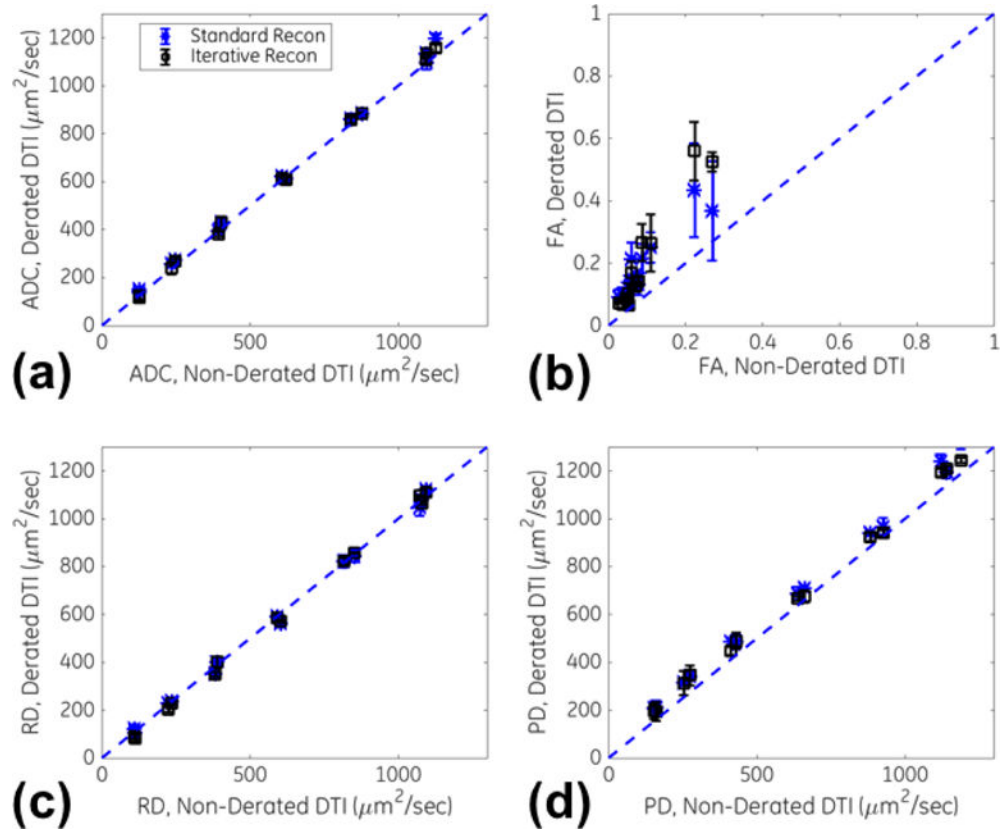 Standard Recon
Iterative Recon
ADC, Derated DTI (μm²/sec)
1200
1000
800
600
400
200
0
0 500 1000
ADC, Non-Derated DTI (μm²/sec)
(a)
FA, Derated DTI
1
0.8
0.6
0.4
0.2
0
0 0.2 0.4 0.6 0.8 1
FA, Non-Derated DTI
(b)
RD, Derated DTI (μm²/sec)
1200
1000
800
600
400
200
0
0 500 1000
RD, Non-Derated DTI (μm²/sec)
(c)
PD, Derated DTI (μm²/sec)
1200
1000
800
600
400
200
0
0 500 1000
PD, Non-Derated DTI (μm²/sec)
(d)